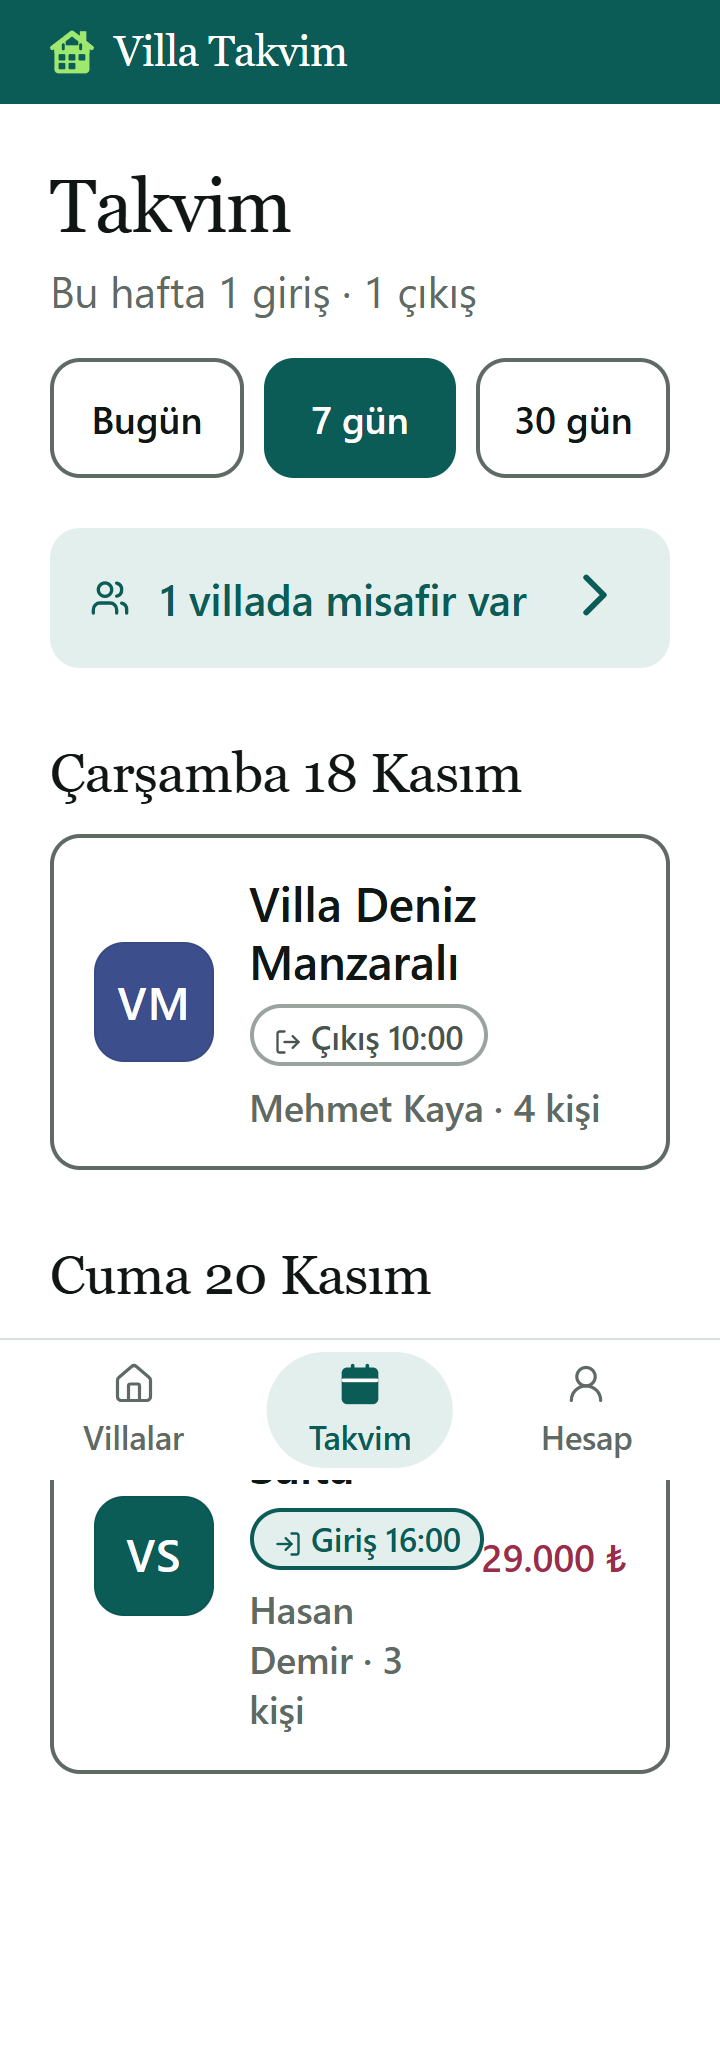 Villa Takvim
Takvim
Bu hafta 1 giriş · 1 çıkış
Bugün
7 gün
30 gün
1 villada misafir var
Çarşamba 18 Kasım
VM
Villa Deniz
Manzaralı
Çıkış 10:00
Mehmet Kaya · 4 kişi
Cuma 20 Kasım
Villalar
Takvim
Hesap
VS
Giriş 16:00
29.000 ₺
Hasan
Demir · 3
kişi